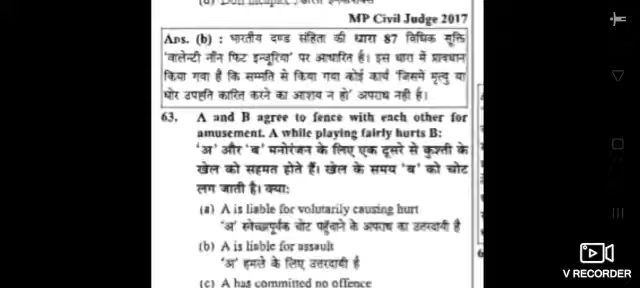 MP Civil Judge 2017
Ans. (b) : भारतीय दण्ड संहिता की धारा 87 विधिक सूक्ति
'वालेन्टी नॉन फिट इन्जूरिया' पर आधारित है। इस धारा में प्रावधान
किया गया है कि सम्मति से किया गया कोई कार्य 'जिसमें मृत्यु या
घोर उपहति कारित करने का आशय न हो' अपराध नही है।
63. A and B agree to fence with each other for
amusement. A while playing fairly hurts B:
'अ' और 'ब' मनोरंजन के लिए एक दूसरे से कुश्ती के
खेल को सहमत होते हैं। खेल के समय 'ब' को चोट
लग जाती है। क्या:
(a) A is liable for volutarily causing hurt
'अ' स्वेच्छापूर्वक चोट पहुँचाने के अपराध का उत्तरदायी है
(b) A is liable for assault
'अ' हमले के लिए उत्तरदायी है
(c) A has committed no offence
V RECORDER